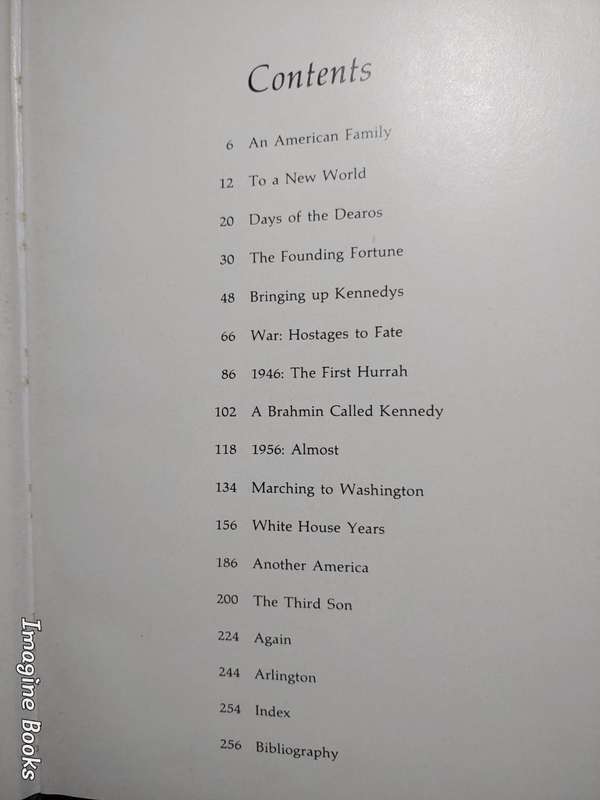 Contents
6 An American Family
12 To a New World
20 Days of the Dearos
30 The Founding Fortune
48 Bringing up Kennedys
66 War: Hostages to Fate
86 1946: The First Hurrah
102 A Brahmin Called Kennedy
118 1956: Almost
134 Marching to Washington
156 White House Years
186 Another America
200 The Third Son
224 Again
244 Arlington
254 Index
256 Bibliography
Imagine Books